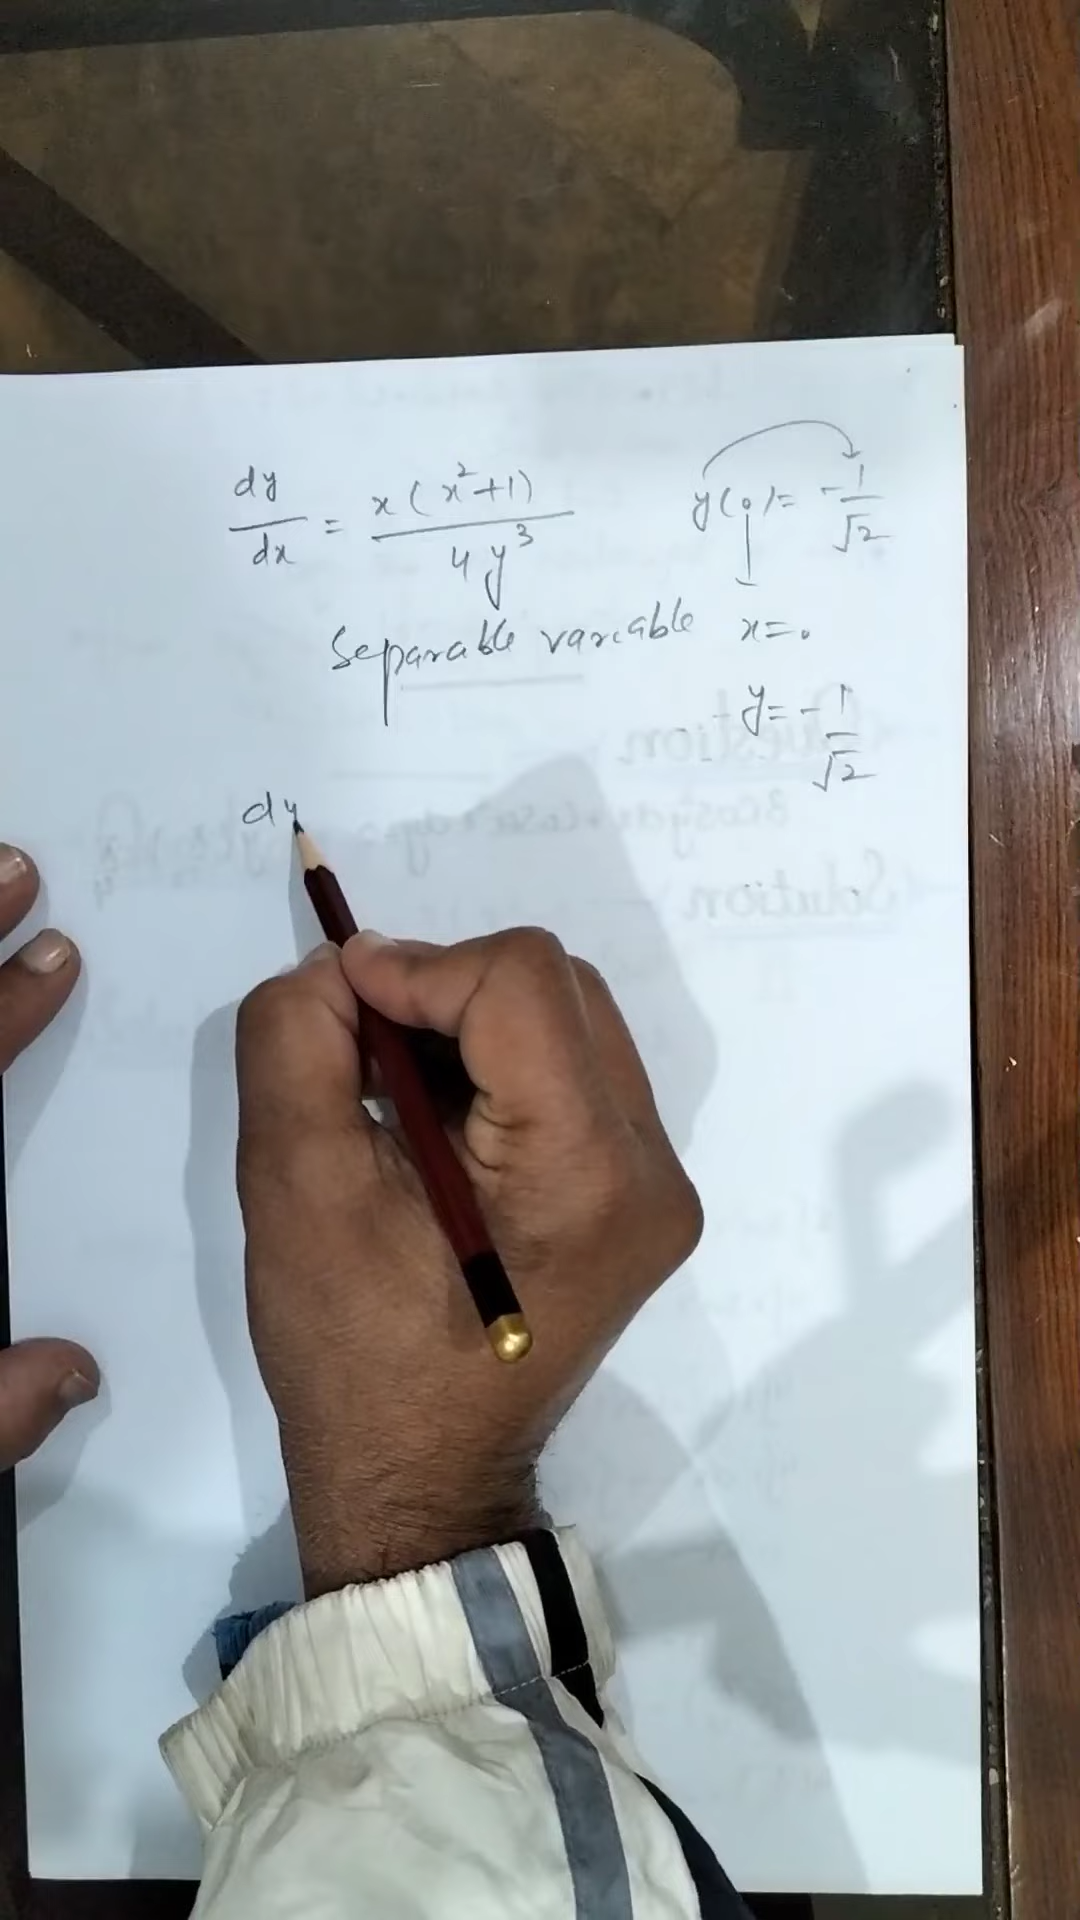 dy/dx = x(x²+1)/4y³    y(0) = -1/√2
Separable variable    x=0
y = -1/√2
dy